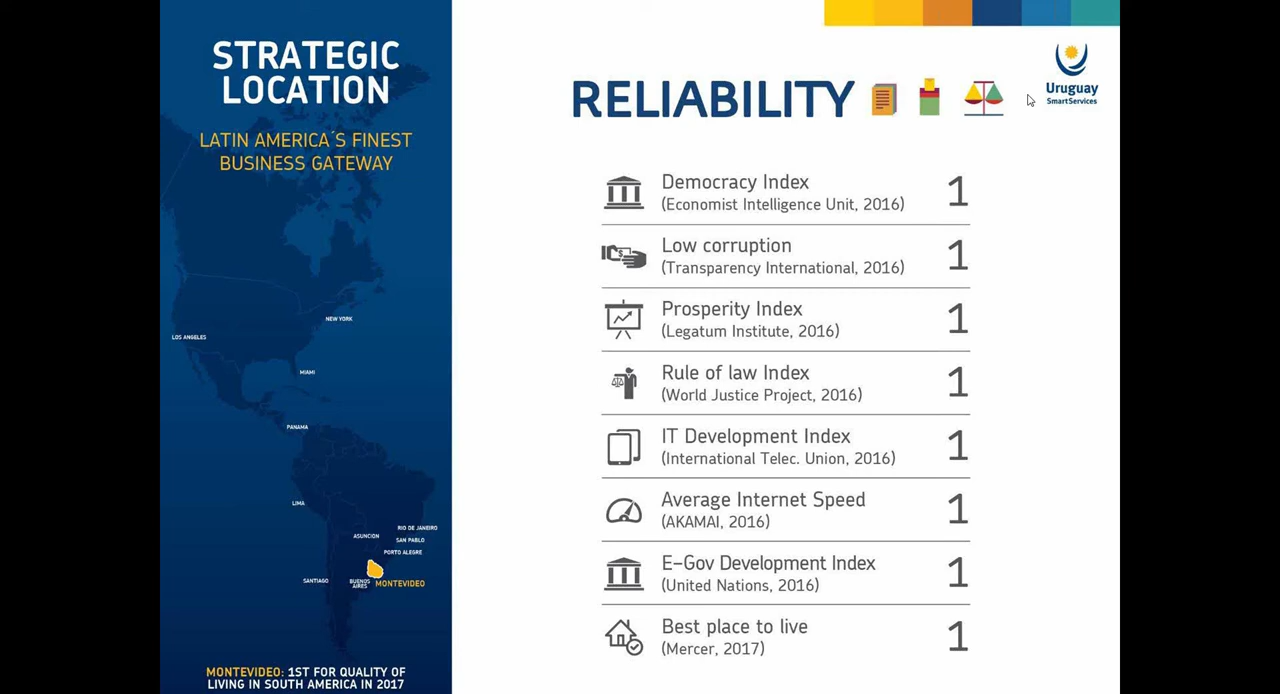 STRATEGIC
LOCATION
LATIN AMERICA´S FINEST
BUSINESS GATEWAY
NEW YORK
LOS ANGELES
MIAMI
PANAMA
LIMA
RIO DE JANEIRO
ASUNCION
SAN PABLO
PORTO ALEGRE
SANTIAGO
BUENOS
AIRES
MONTEVIDEO
MONTEVIDEO: 1ST FOR QUALITY OF
LIVING IN SOUTH AMERICA IN 2017
RELIABILITY
Uruguay
SmartServices
Democracy Index 1
(Economist Intelligence Unit, 2016)
Low corruption 1
(Transparency International, 2016)
Prosperity Index 1
(Legatum Institute, 2016)
Rule of law Index 1
(World Justice Project, 2016)
IT Development Index 1
(International Telec. Union, 2016)
Average Internet Speed 1
(AKAMAI, 2016)
E-Gov Development Index 1
(United Nations, 2016)
Best place to live 1
(Mercer, 2017)